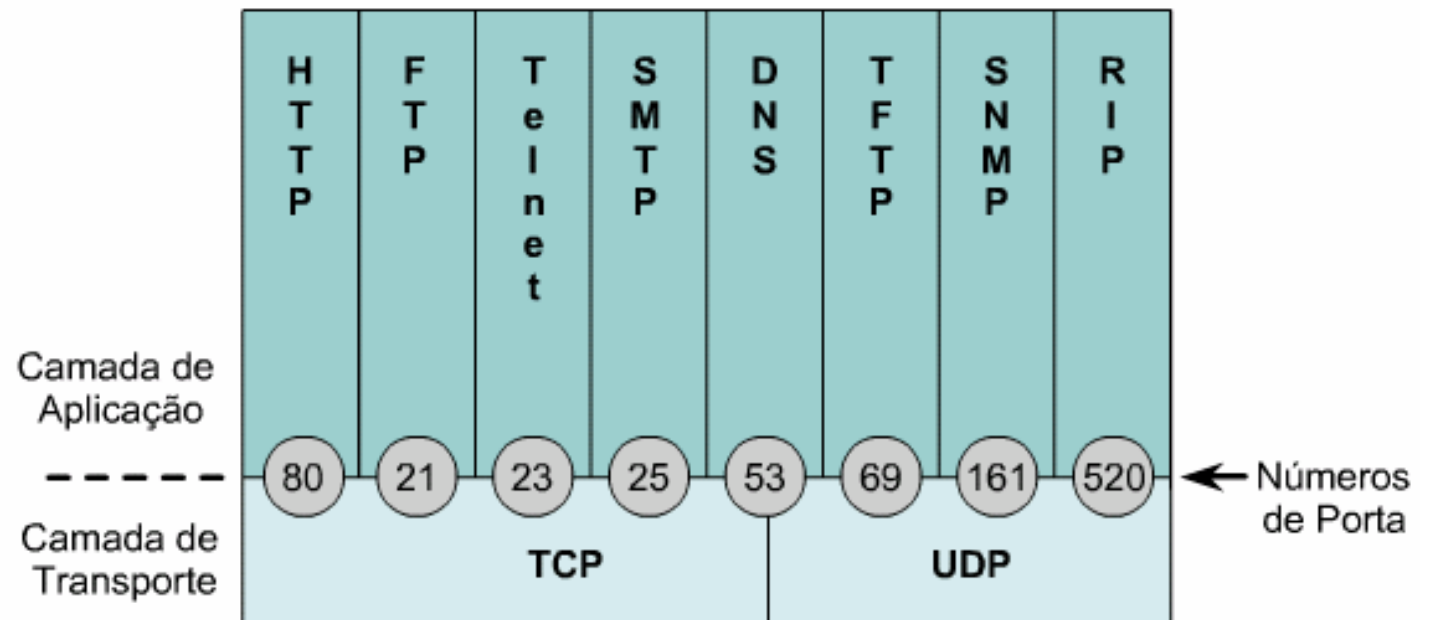 HTTP
FTP
Telnet
SMTP
DNS
TFTP
SNMP
RIP
Camada de
Aplicação
80
21
23
25
53
69
161
520
Números
de Porta
Camada de
Transporte
TCP
UDP